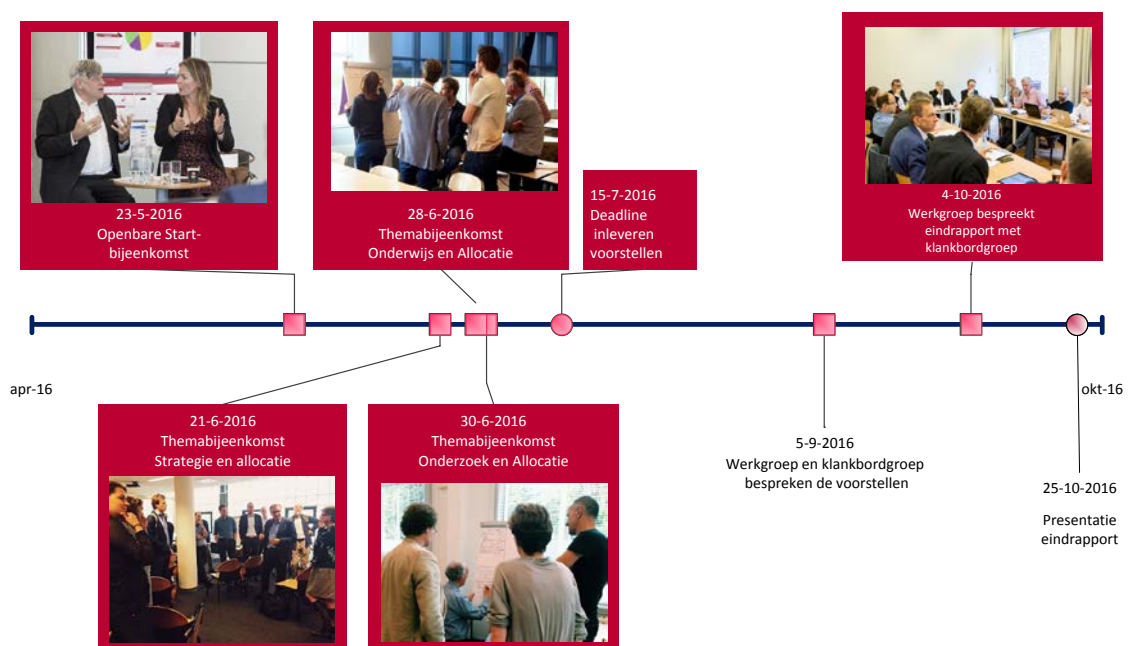 23-5-2016
Openbare Start-
bijeenkomst
28-6-2016
Themabijeenkomst
Onderwijs en Allocatie
15-7-2016
Deadline
inleveren
voorstellen
4-10-2016
Werkgroep bespreekt
eindrapport met
klankbordgroep
apr-16
okt-16
21-6-2016
Themabijeenkomst
Strategie en allocatie
30-6-2016
Themabijeenkomst
Onderzoek en Allocatie
5-9-2016
Werkgroep en klankbordgroep
bespreken de voorstellen
25-10-2016
Presentatie
eindrapport